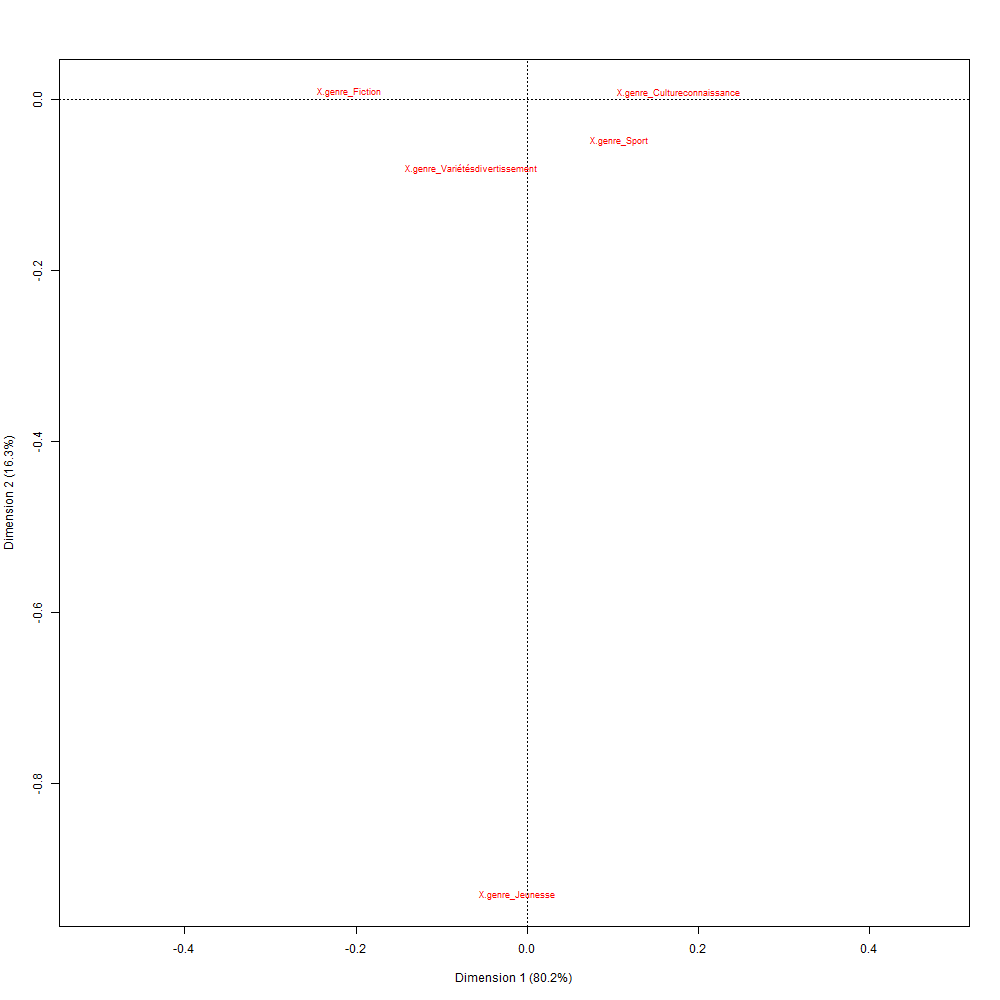 X.genre_Fiction
X.genre_Cultureconnaissance
X.genre_Sport
X.genre_Variétésdivertissement
X.genre_Jeunesse
0.0
-0.2
-0.4
-0.6
-0.8
Dimension 2 (16.3%)
-0.4
-0.2
0.0
0.2
0.4
Dimension 1 (80.2%)